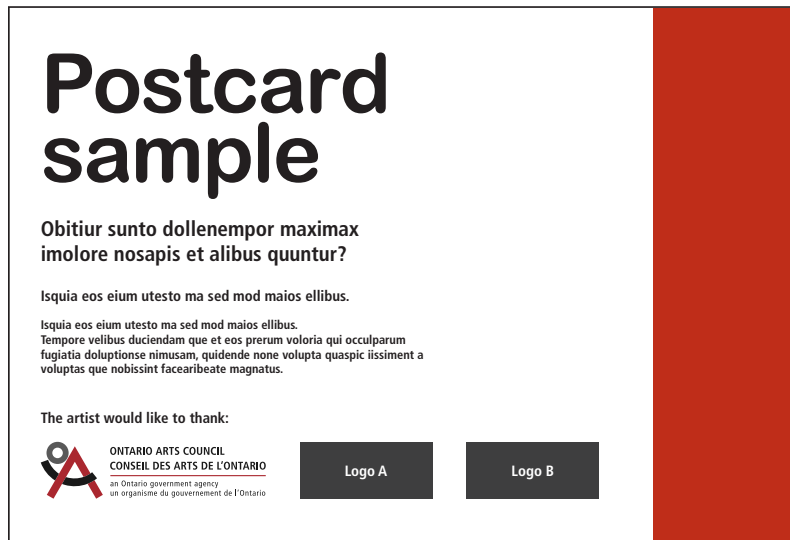 Postcard
sample
Obitiur sunto dollenempor maximax
imolore nosapis et alibus quuntur?
Isquia eos eium utesto ma sed mod maios ellibus.
Isquia eos eium utesto ma sed mod maios ellibus.
Tempore velibus duciendam que et eos prerum voloria qui occulparum
fugiatia doluptionse nimusam, quidende none volupta quaspic iissiment a
voluptas que nobissint facearibeate magnatus.
The artist would like to thank:
ONTARIO ARTS COUNCIL
CONSEIL DES ARTS DE L'ONTARIO
an Ontario government agency
un organisme du gouvernement de l'Ontario
Logo A
Logo B